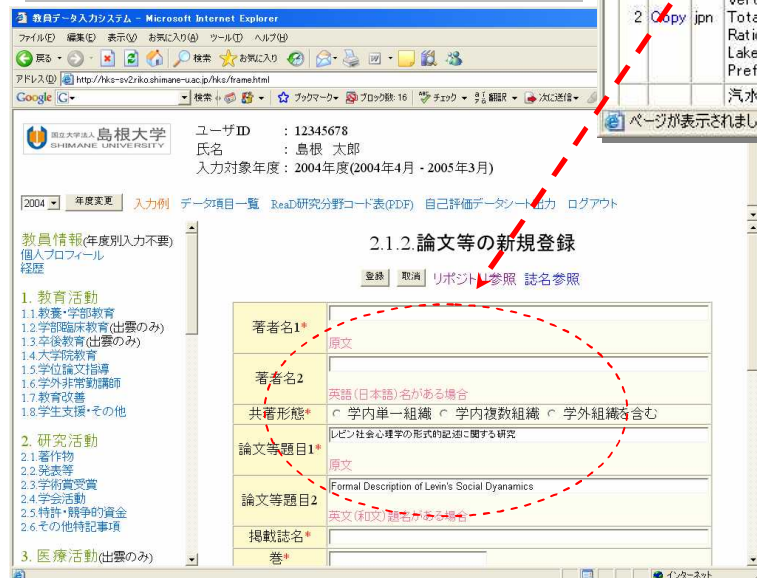 教員データ入力システム - Microsoft Internet Explorer
ファイル(F) 編集(E) 表示(V) お気に入り(A) ツール(T) ヘルプ(H)
戻る 検索 お気に入り
アドレス(D) http://hks-sv2.riko.shimane-u.ac.jp/hks/frame.html
Google G 検索 ブックマーク ブロック数: 16 チェック 翻訳 次に送信
2 Copy jpn Tota
Ratio
Lake
Pref
汽水
ページが表示されまし
国立大学法人 島根大学
SHIMANE UNIVERSITY
ユーザID : 12345678
氏名 : 島根 太郎
入力対象年度 : 2004年度(2004年4月 - 2005年3月)
2004 年度変更 入力例 データ項目一覧 ReaD研究分野コード表(PDF) 自己評価データシート出力 ログアウト
教員情報(年度別入力不要)
個人プロフィール
経歴
1. 教育活動
1.1.教養・学部教育
1.2.学部臨床教育(出雲のみ)
1.3.卒後教育(出雲のみ)
1.4.大学院教育
1.5.学位論文指導
1.6.学外非常勤講師
1.7.教育改善
1.8.学生支援・その他
2. 研究活動
2.1.著作物
2.2.発表等
2.3.学術賞受賞
2.4.学会活動
2.5.特許・競争的資金
2.6.その他特記事項
3. 医療活動(出雲のみ)
2.1.2.論文等の新規登録
登録 取消 リポジトリ参照 誌名参照
著者名1*
原文
著者名2
英語(日本語)名がある場合
共著形態* 学内単一組織 学内複数組織 学外組織を含む
論文等題目1* レビン社会心理学の形式的記述に関する研究
原文
論文等題目2 Formal Description of Levin's Social Dyanamics
英文(和文)題名がある場合
掲載誌名*
巻*
インターネット